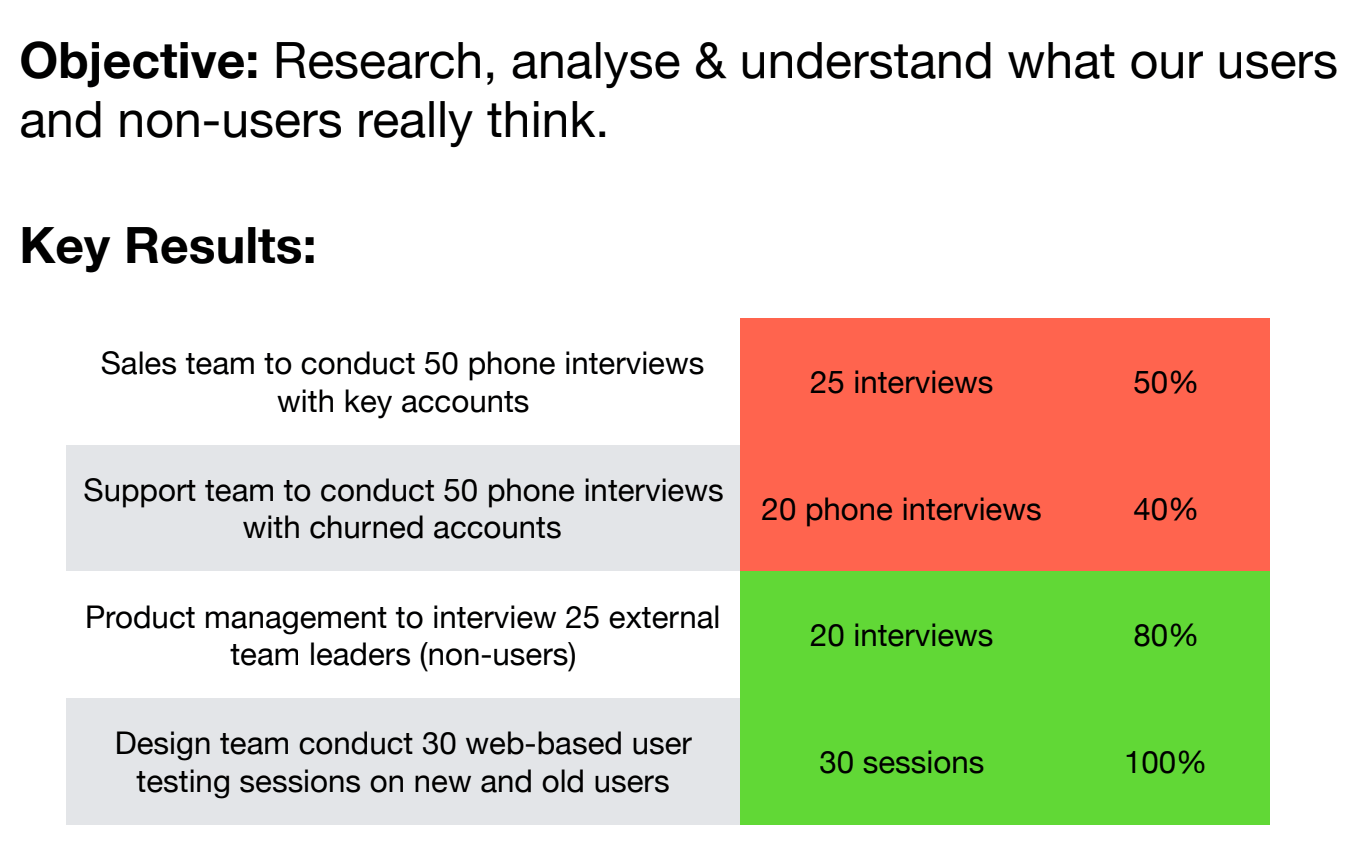 Objective: Research, analyse & understand what our users
and non-users really think.
Key Results:
Sales team to conduct 50 phone interviews
with key accounts
25 interviews
50%
Support team to conduct 50 phone interviews
with churned accounts
20 phone interviews
40%
Product management to interview 25 external
team leaders (non-users)
20 interviews
80%
Design team conduct 30 web-based user
testing sessions on new and old users
30 sessions
100%